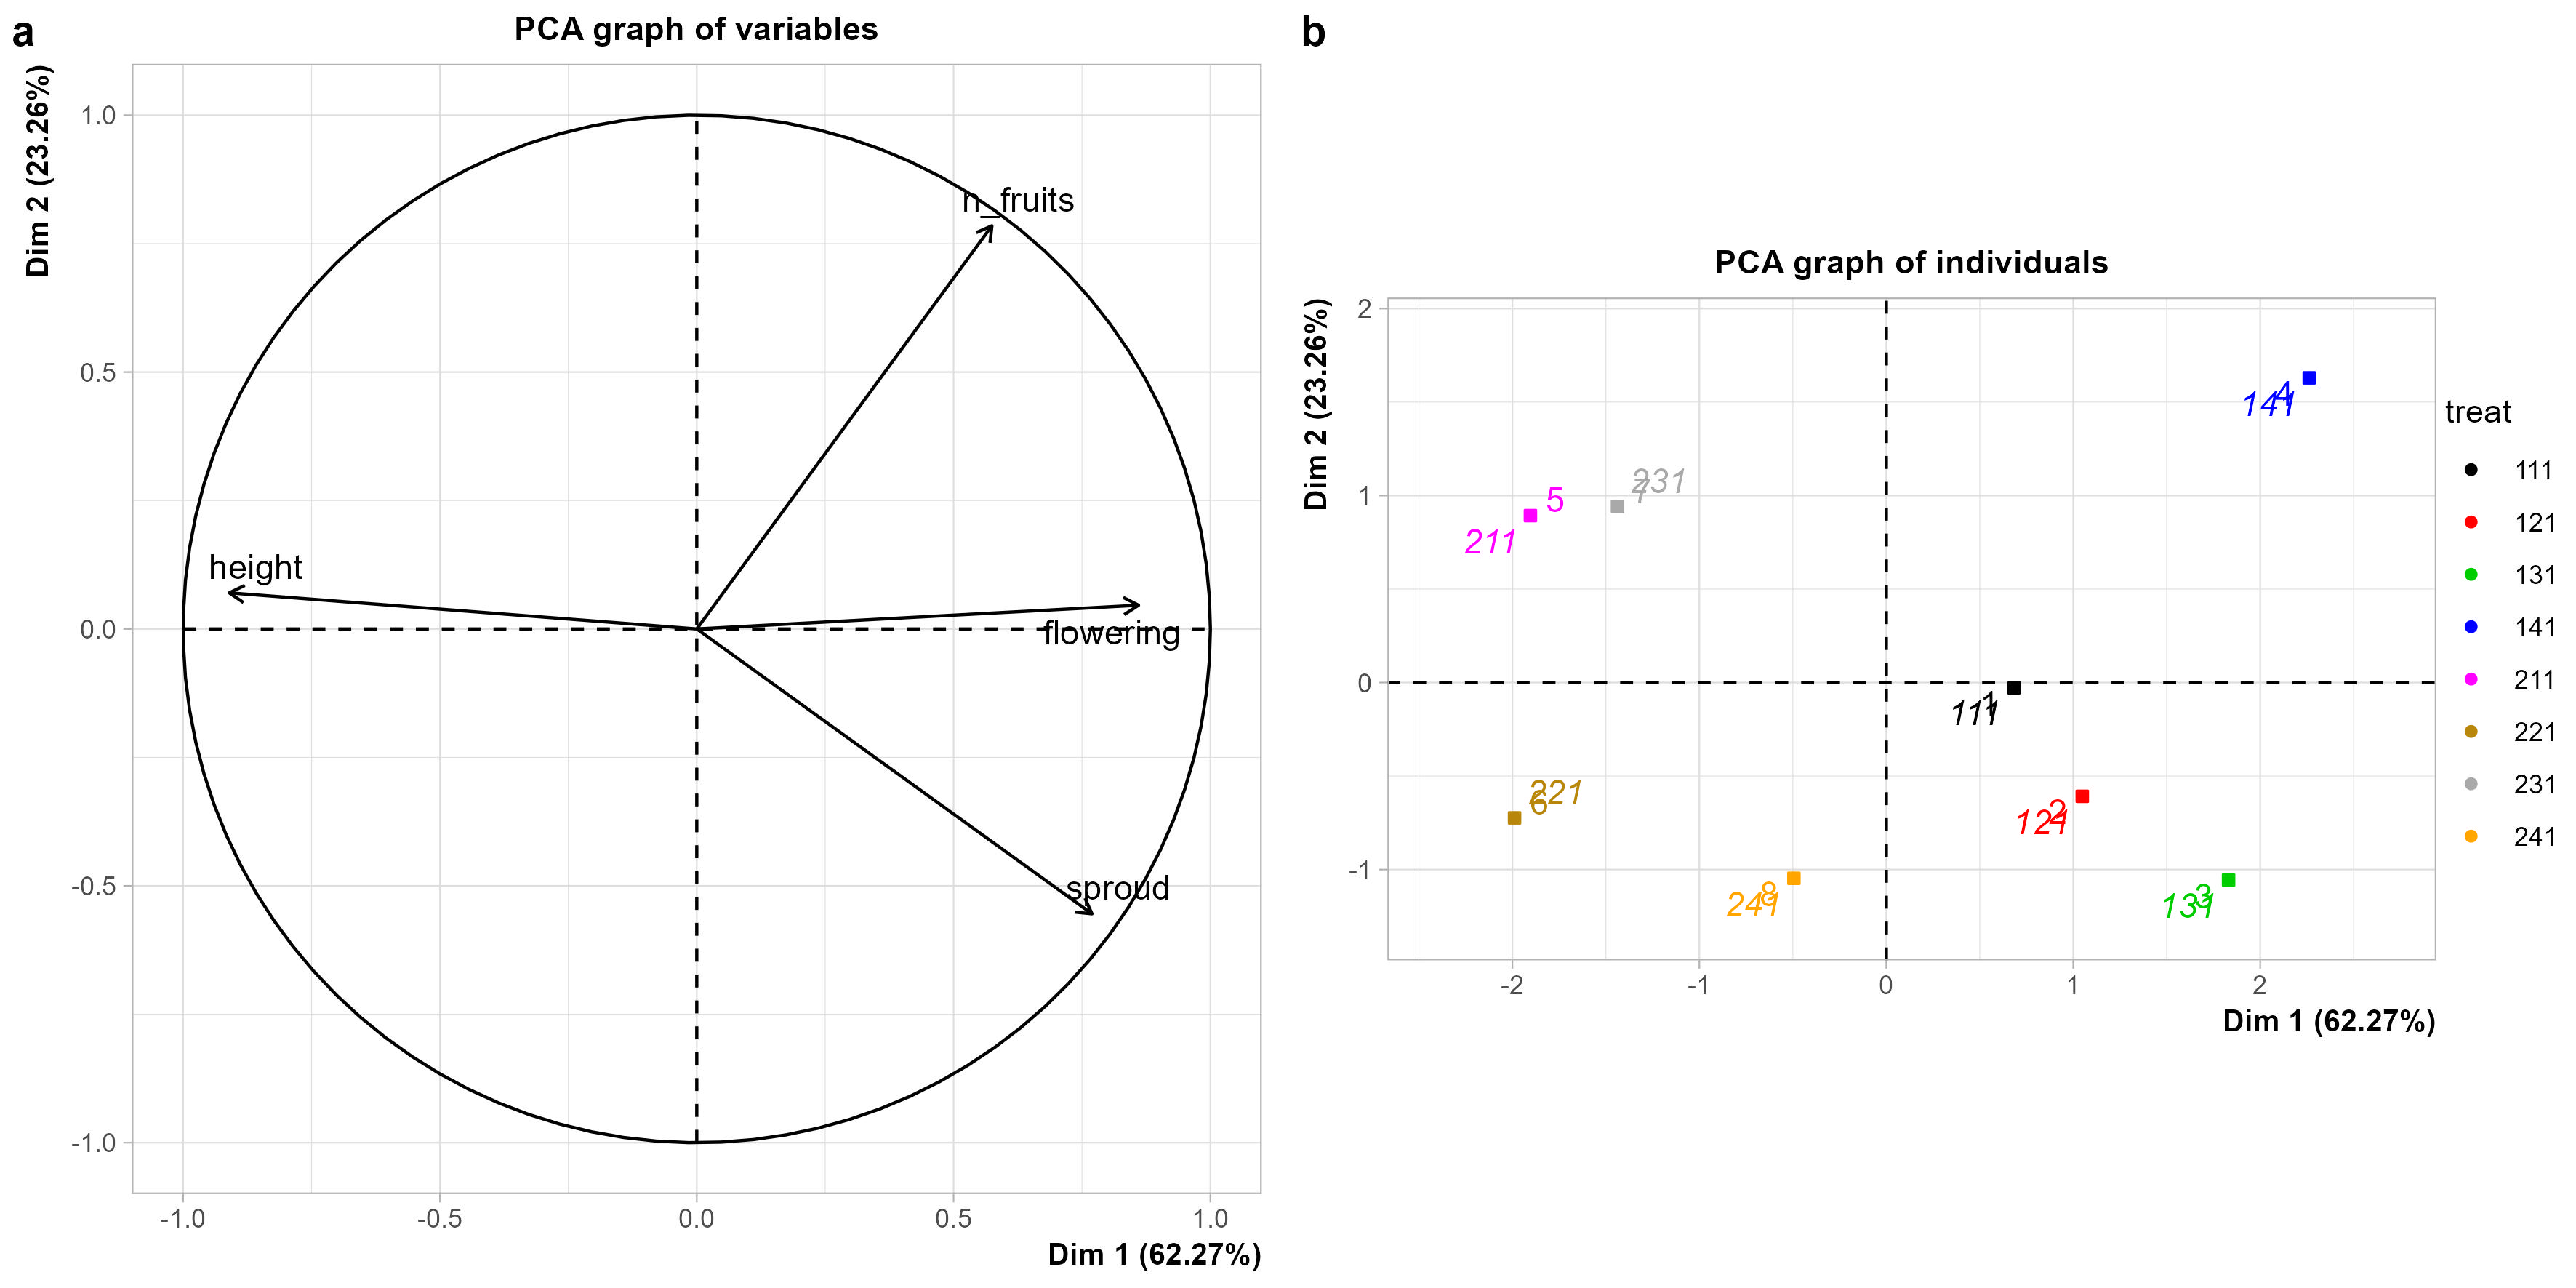 a
PCA graph of variables
Dim 2 (23.26%)
1.0
0.5
0.0
-0.5
-1.0
n_fruits
height
flowering
sproud
-1.0 -0.5 0.0 0.5 1.0
Dim 1 (62.27%)
b
PCA graph of individuals
Dim 2 (23.26%)
2
1
0
-1
4
141
231
7
5
211
1
111
221
6
2
121
8
241
3
131
-2 -1 0 1 2
Dim 1 (62.27%)
treat
111
121
131
141
211
221
231
241